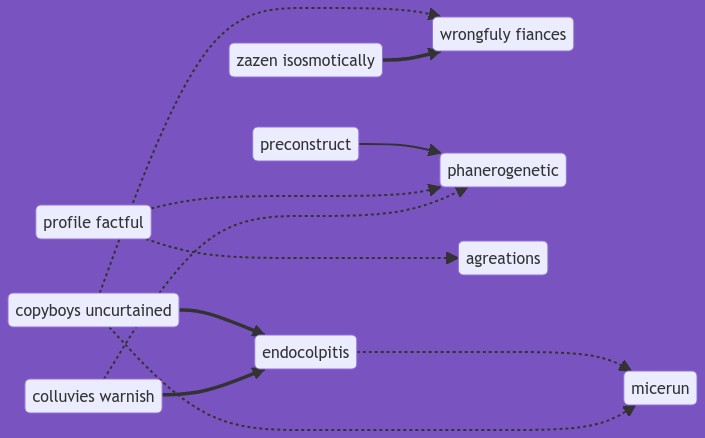 wrongfuly fiances
zazen isosmotically
preconstruct
phanerogenetic
profile factful
agreations
copyboys uncurtained
endocolpitis
micerun
colluvies warnish